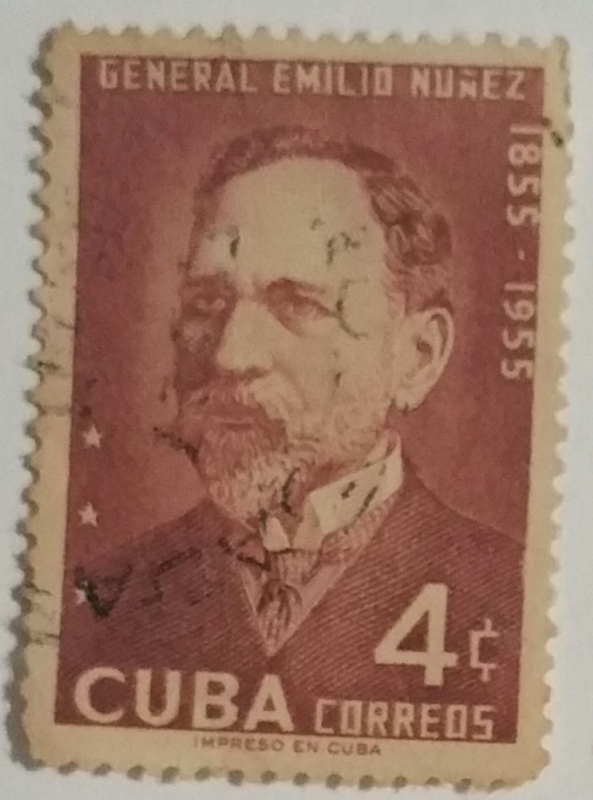 GENERAL EMILIO NUÑEZ
1855 - 1955
4¢
CUBA CORREOS
IMPRESO EN CUBA